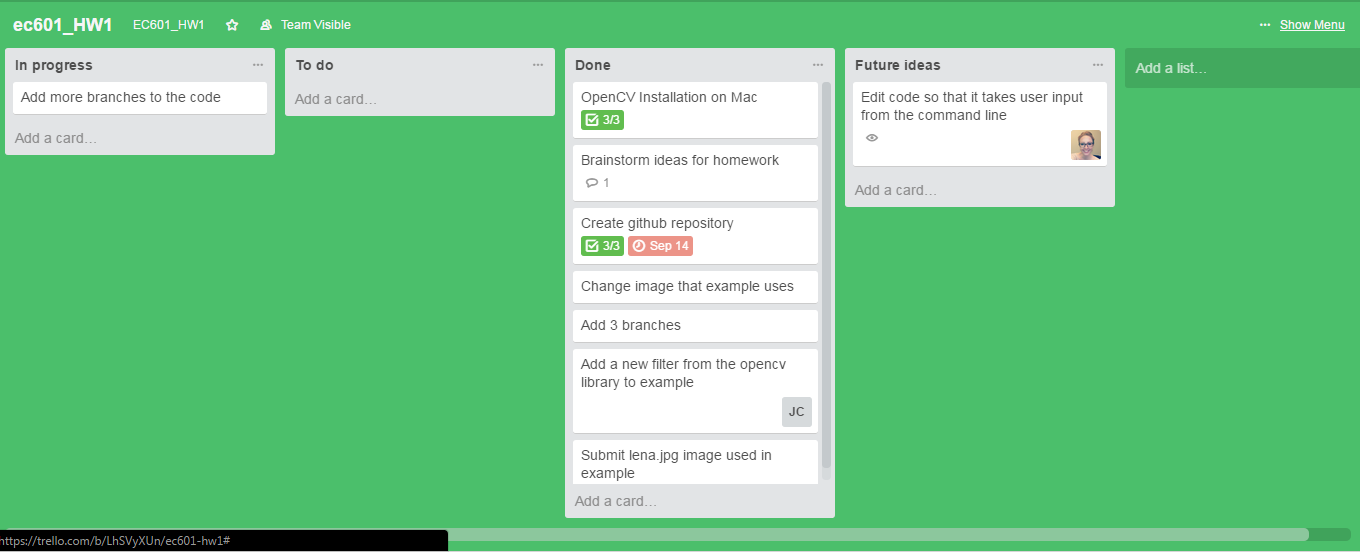 ec601_HW1
EC601_HW1
Team Visible
Show Menu
In progress
Add more branches to the code
Add a card…
To do
Add a card…
Done
OpenCV Installation on Mac
3/3
Brainstorm ideas for homework
1
Create github repository
3/3 Sep 14
Change image that example uses
Add 3 branches
Add a new filter from the opencv
library to example
JC
Submit lena.jpg image used in
example
Add a card…
Future ideas
Edit code so that it takes user input
from the command line
Add a card…
Add a list…
https://trello.com/b/LhSVyXUn/ec601-hw1#